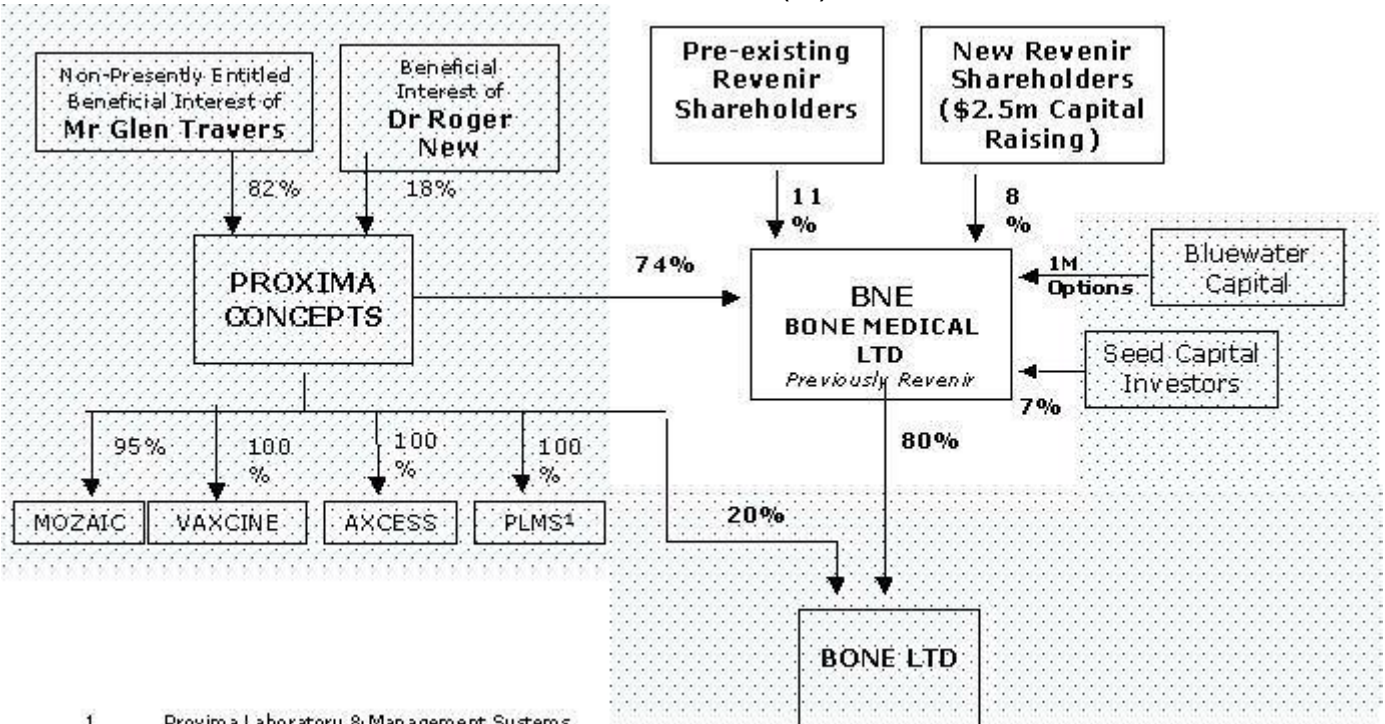 Non-Presently Entitled
Beneficial Interest of
Mr Glen Travers
Beneficial
Interest of
Dr Roger
New
Pre-existing
Revenir
Shareholders
New Revenir
Shareholders
($2.5m Capital
Raising)
82%
18%
11
%
8
%
PROXIMA
CONCEPTS
74%
BNE
BONE MEDICAL
LTD
Previously Revenir
1M
Options
Bluewater
Capital
Seed Capital
Investors
7%
95%
100
%
100
%
100
%
80%
MOZAIC
VAXCINE
AXCESS
PLMS¹
20%
BONE LTD
1 Proxima Laboratory & Management Systems